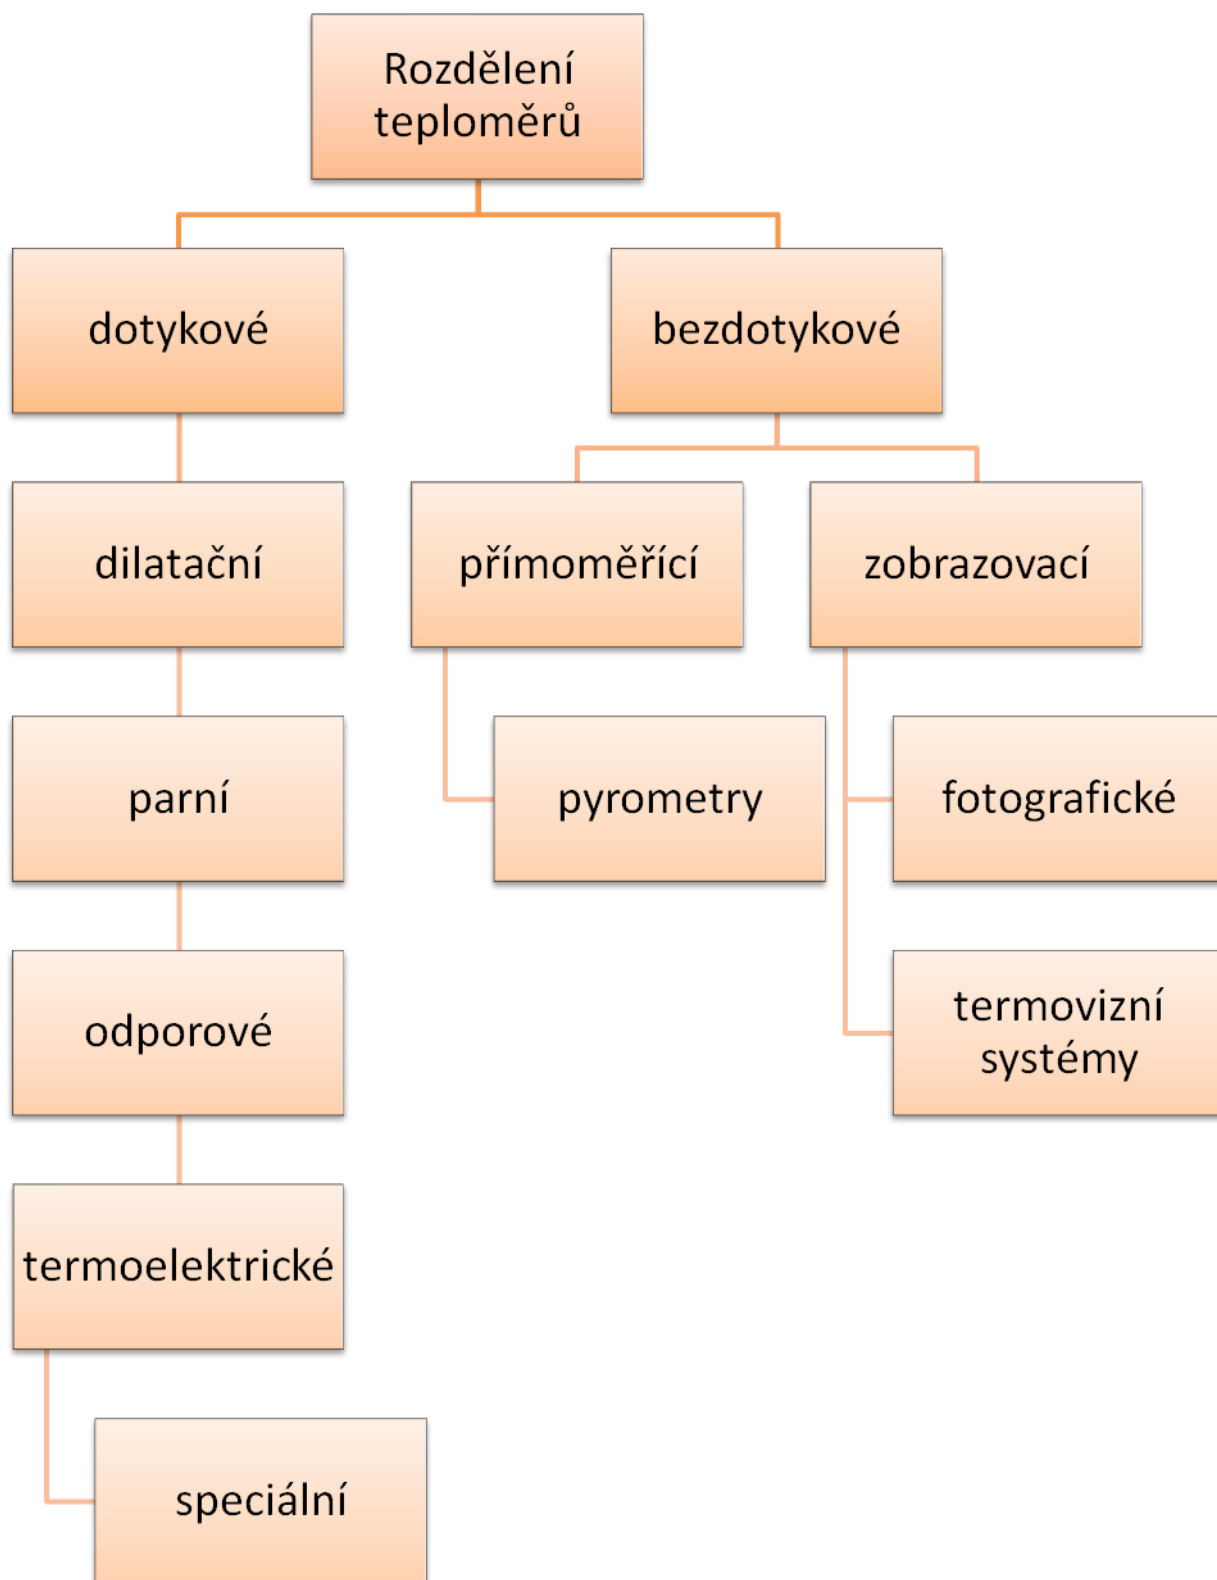 Rozdělení
teploměrů
dotykové
bezdotykové
dilatační
přímoměřící
zobrazovací
parní
pyrometry
fotografické
odporové
termovizní
systémy
termoelektrické
speciální